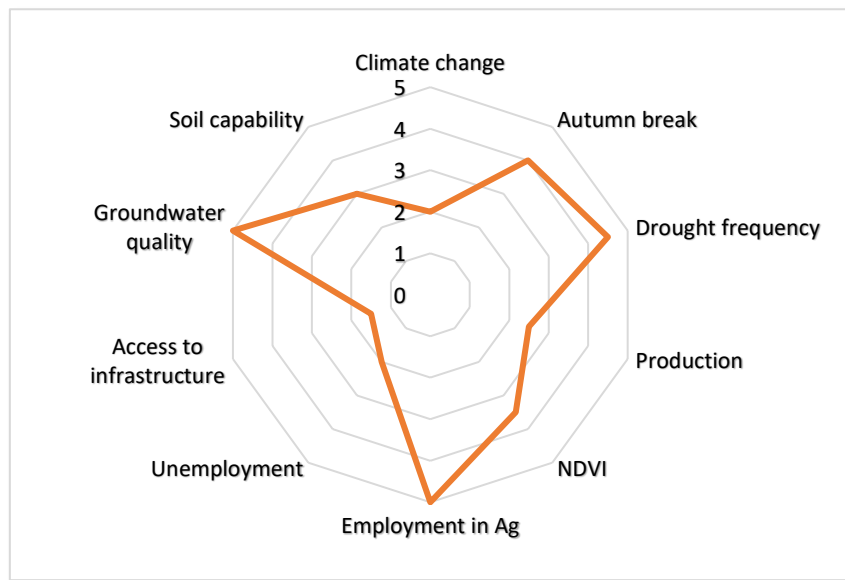 Climate change
5
Soil capability
Autumn break
4
3
Groundwater
quality
2
Drought frequency
1
0
Access to
infrastructure
Production
Unemployment
NDVI
Employment in Ag